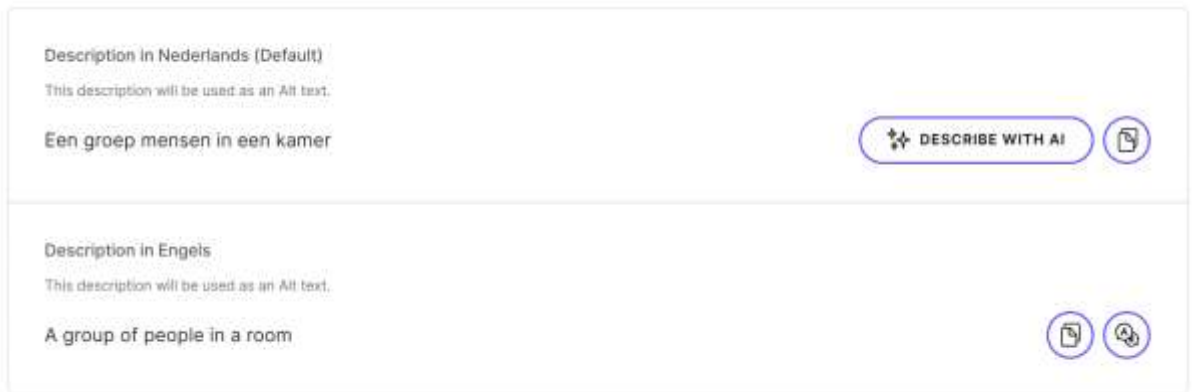 Description in Nederlands (Default)
This description will be used as an Alt text.
Een groep mensen in een kamer
DESCRIBE WITH AI
Description in Engels
This description will be used as an Alt text.
A group of people in a room